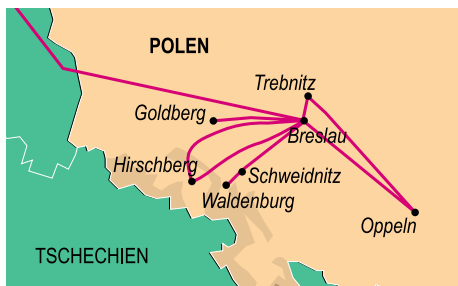 POLEN
Trebnitz
Goldberg
Breslau
Hirschberg
Schweidnitz
Waldenburg
Oppeln
TSCHECHIEN